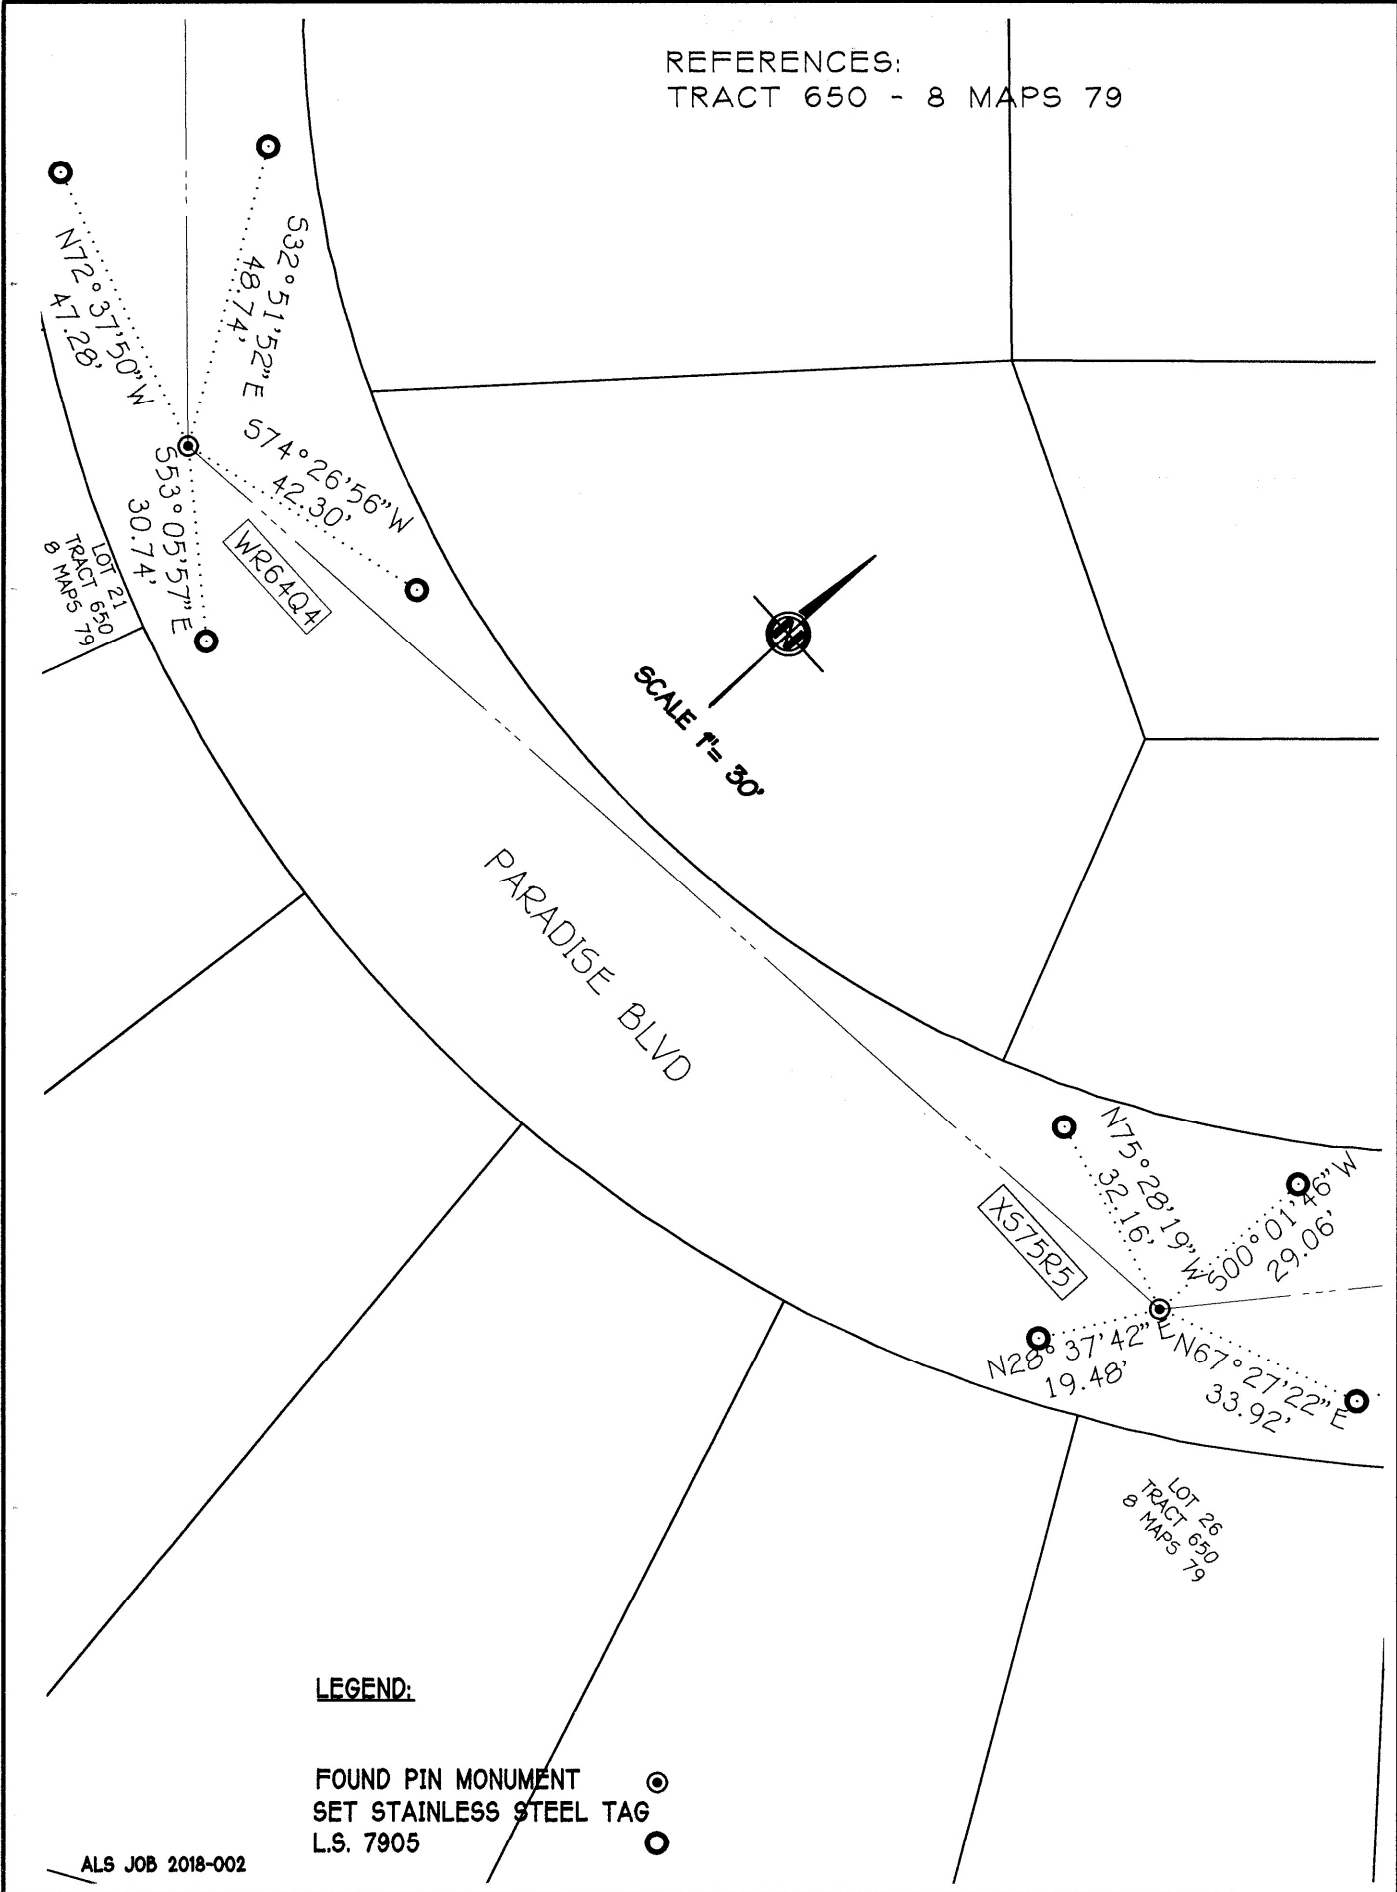 REFERENCES:
TRACT 650 - 8 MAPS 79
S32°51'52"E
48.74'
N72°37'50"W
47.28'
S74°26'56"W
42.30'
S53°05'57"E
30.74'
WR64Q4
LOT 21
TRACT 650
8 MAPS 79
N
SCALE 1"= 30'
PARADISE BLVD
N75°28'19"W
32.16'
S00°01'46"W
29.06'
XS75R5
N28°37'42"E
19.48'
N67°27'22"E
33.92'
LOT 26
TRACT 650
8 MAPS 79
LEGEND:
FOUND PIN MONUMENT
SET STAINLESS STEEL TAG
L.S. 7905
ALS JOB 2018-002